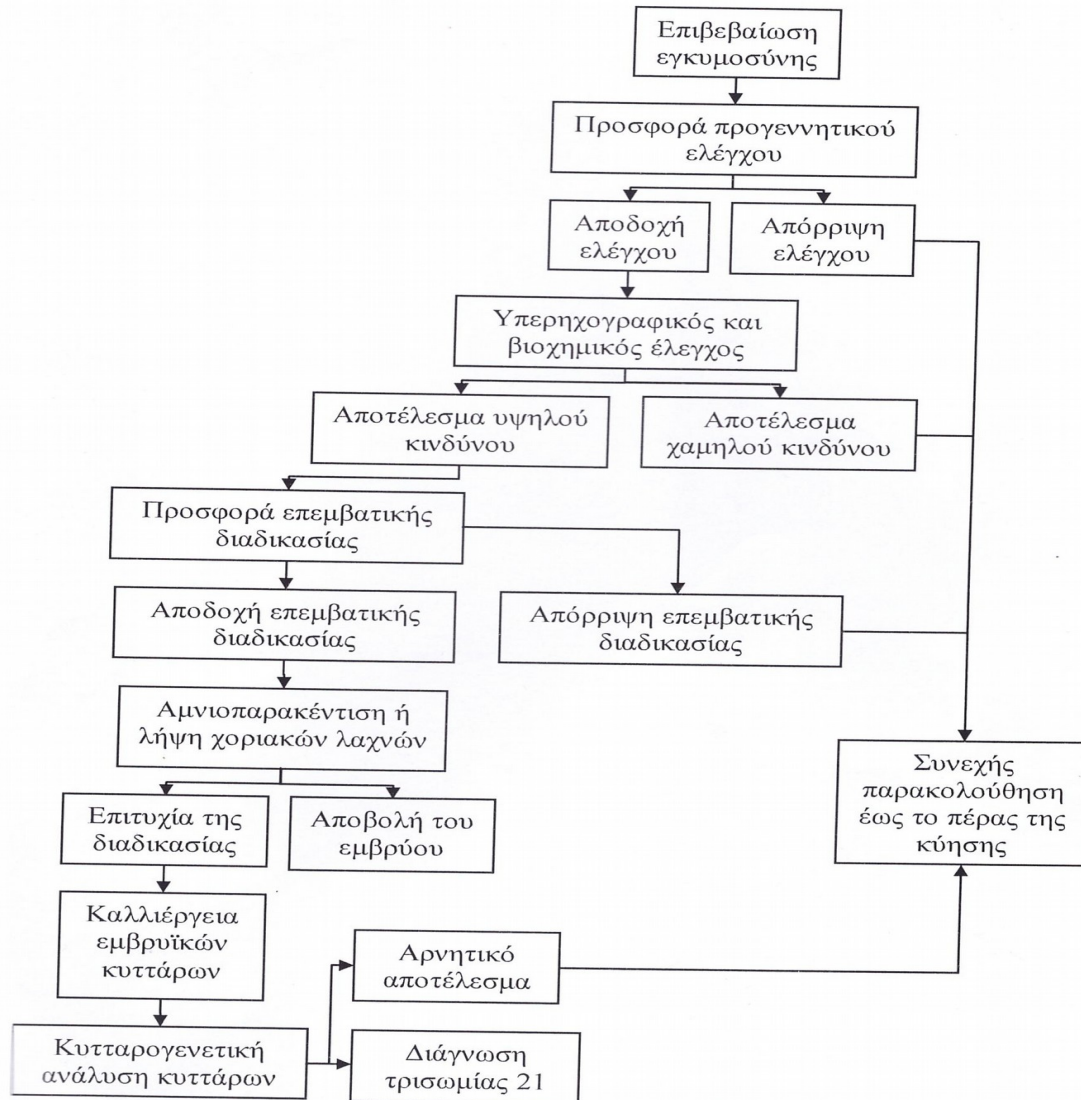 Επιβεβαίωση
εγκυμοσύνης
Προσφορά προγεννητικού
ελέγχου
Αποδοχή
ελέγχου
Απόρριψη
ελέγχου
Υπερηχογραφικός και
βιοχημικός έλεγχος
Αποτέλεσμα υψηλού
κινδύνου
Αποτέλεσμα
χαμηλού κινδύνου
Προσφορά επεμβατικής
διαδικασίας
Αποδοχή επεμβατικής
διαδικασίας
Απόρριψη επεμβατικής
διαδικασίας
Αμνιοπαρακέντιση ή
λήψη χοριακών λαχνών
Συνεχής
παρακολούθηση
έως το πέρας της
κύησης
Επιτυχία της
διαδικασίας
Αποβολή του
εμβρύου
Καλλιέργεια
εμβρυϊκών
κυττάρων
Αρνητικό
αποτέλεσμα
Κυτταρογενετική
ανάλυση κυττάρων
Διάγνωση
τρισωμίας 21